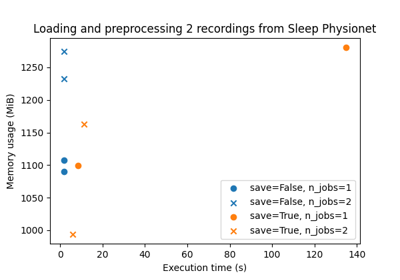 Loading and preprocessing 2 recordings from Sleep Physionet
Memory usage (MiB)
1250
1200
1150
1100
1050
1000
save=False, n_jobs=1
save=False, n_jobs=2
save=True, n_jobs=1
save=True, n_jobs=2
0 20 40 60 80 100 120 140
Execution time (s)